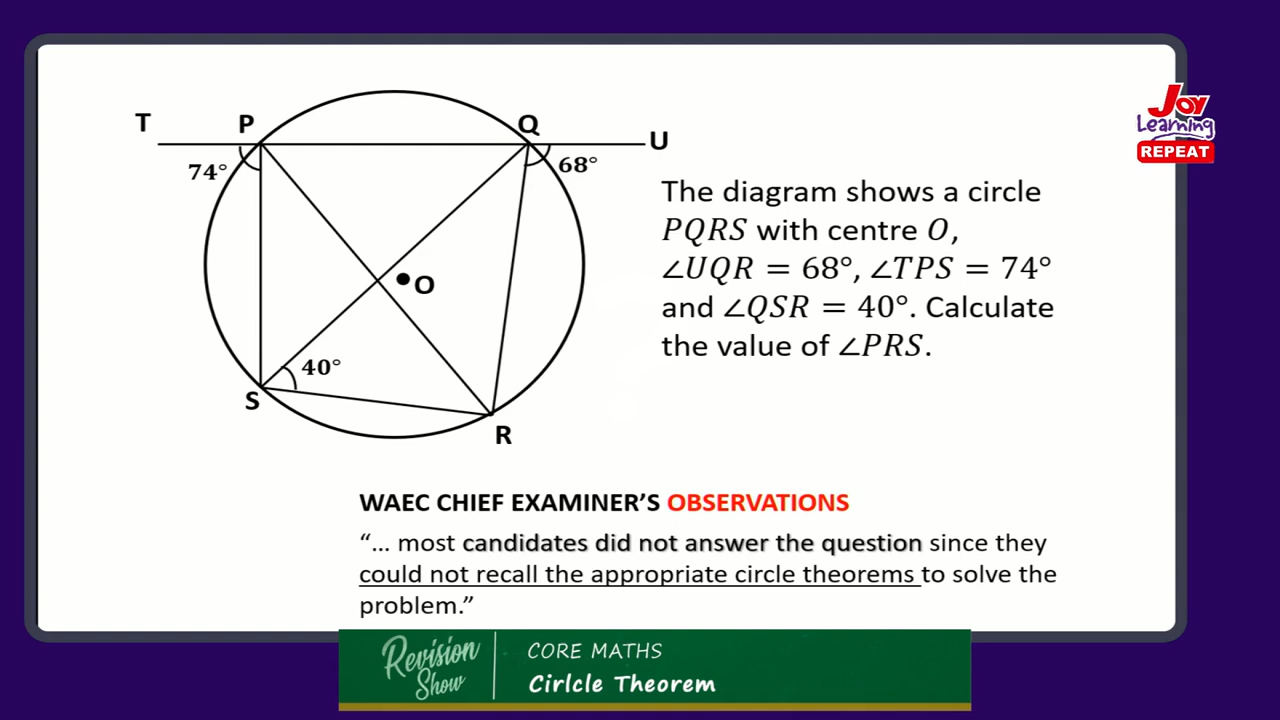 T
P
Q
U
74°
68°
O
40°
S
R
Joy
Learning
REPEAT
The diagram shows a circle
PQRS with centre O,
∠UQR = 68°, ∠TPS = 74°
and ∠QSR = 40°. Calculate
the value of ∠PRS.
WAEC CHIEF EXAMINER’S OBSERVATIONS
“... most candidates did not answer the question since they
could not recall the appropriate circle theorems to solve the
problem.”
Revision
Show
CORE MATHS
Cirlcle Theorem